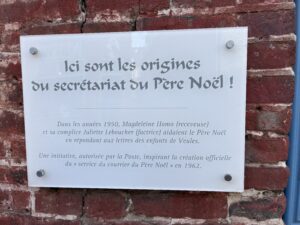 Ici sont les origines
du secrétariat du Père Noël !
Dans les années 1950, Magdeleine Homo (receveuse)
et sa complice Juliette Leboucher (factrice) aidaient le Père Noël
en répondant aux lettres des enfants de Veules.
Une initiative, autorisée par la Poste, inspirant la création officielle
du « service du courrier du Père Noël » en 1962.